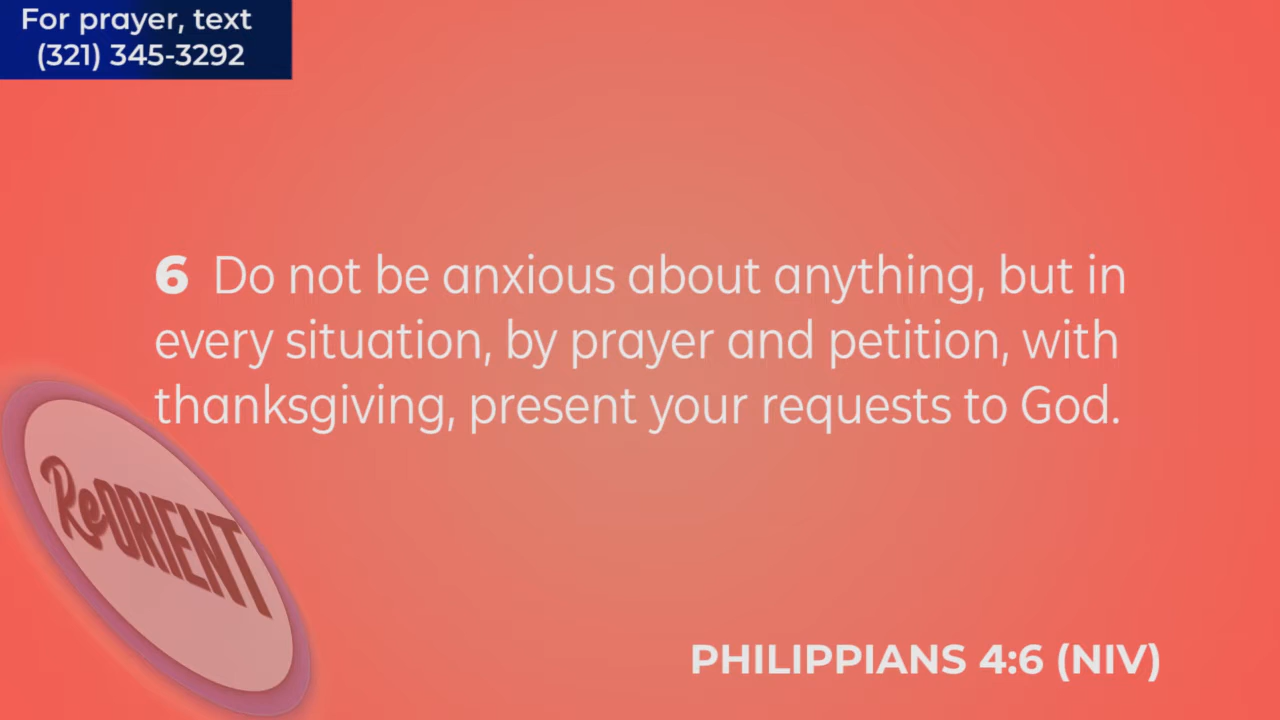 For prayer, text
(321) 345-3292
6 Do not be anxious about anything, but in
every situation, by prayer and petition, with
thanksgiving, present your requests to God.
ReORIENT
PHILIPPIANS 4:6 (NIV)